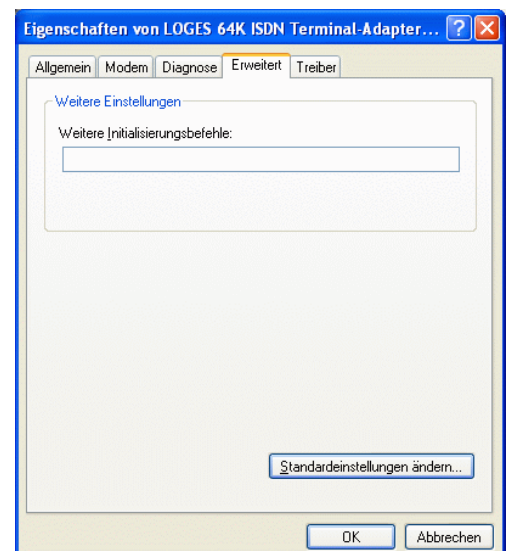 Eigenschaften von LOGES 64K ISDN Terminal-Adapter... ? X
Allgemein Modem Diagnose Erweitert Treiber
Weitere Einstellungen
Weitere Initialisierungsbefehle:
Standardeinstellungen ändern...
OK Abbrechen